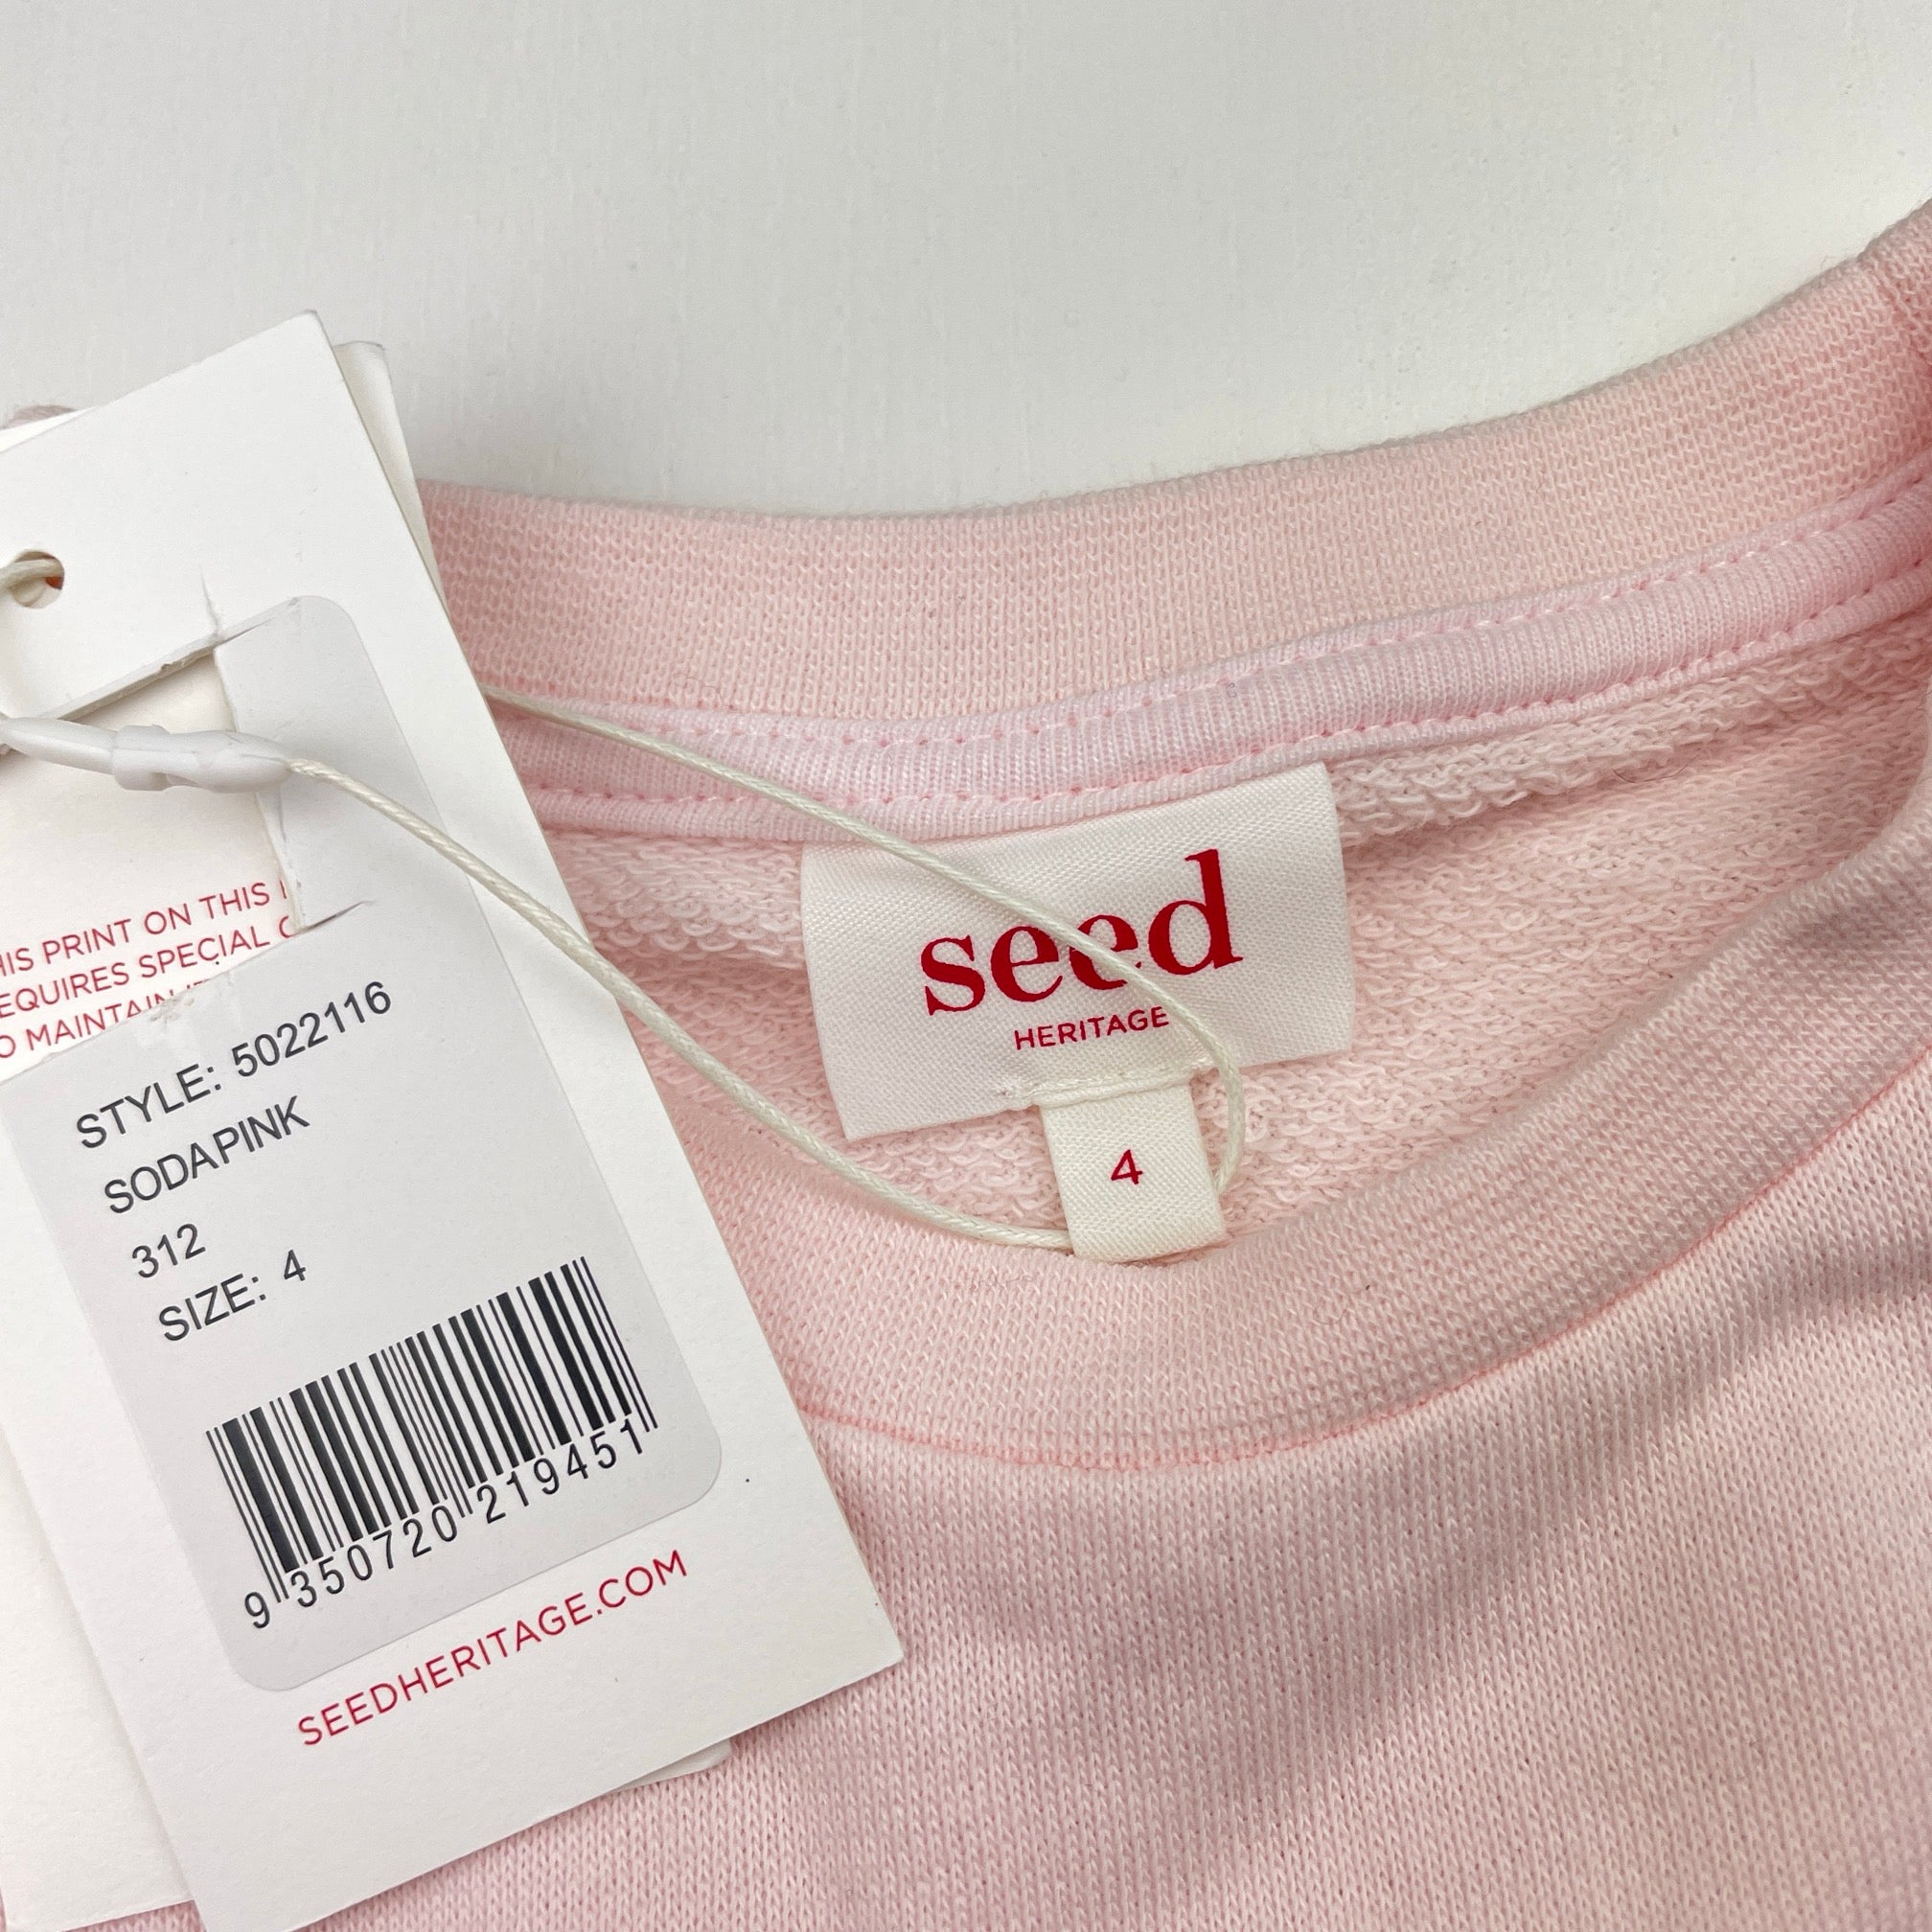 HIS PRINT ON THIS
EQUIRES SPECIAL
O MAINTAIN
STYLE: 5022116
SODAPINK
312
SIZE: 4
9 350720 219451
SEEDHERITAGE.COM
seed
HERITAGE
4